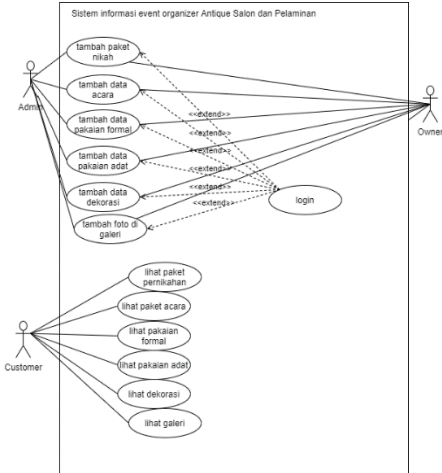 Sistem informasi event organizer Antique Salon dan Pelaminan
tambah paket
nikah
tambah data
acara
Admin
Owner
tambah data
pakaian formal
<<extend>>
<<extend>>
tambah data
pakaian adat
<<extend>>
<<extend>>
tambah data
dekorasi
<<extend>>
login
tambah foto di
galeri
lihat paket
pernikahan
lihat paket acara
lihat pakaian
formal
Customer
lihat pakaian adat
lihat dekorasi
lihat galeri